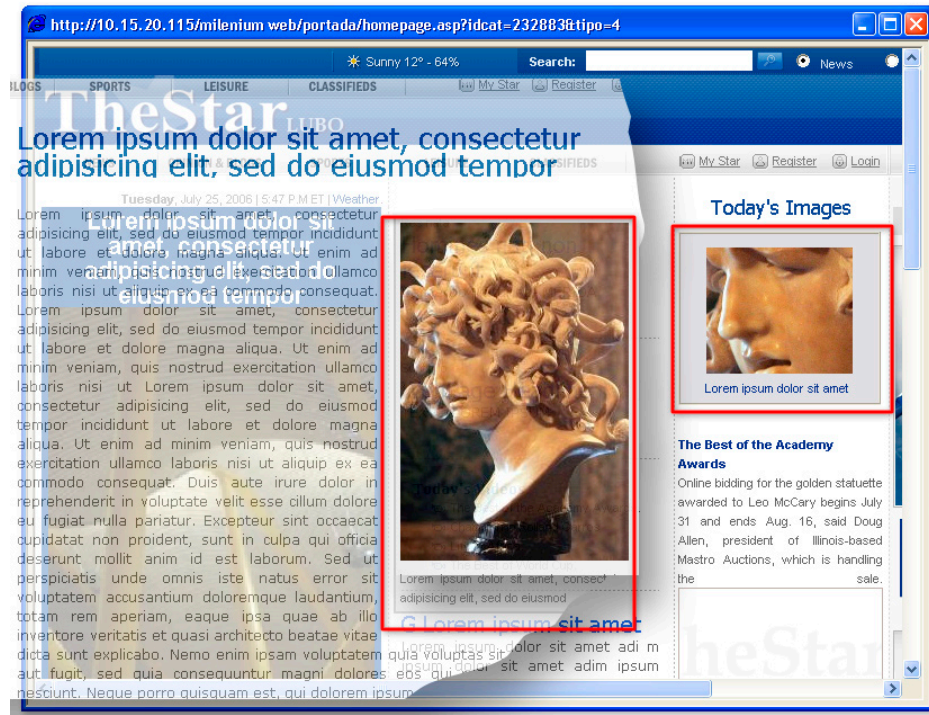 http://10.15.20.115/milenium web/portada/homepage.asp?idcat=232883&tipo=4
Sunny 12º - 64%
Search:
News
BLOGS SPORTS LEISURE CLASSIFIEDS
My Star Register
TheStar
LUBO
Lorem ipsum dolor sit amet, consectetur
adipisicing elit, sed do eiusmod tempor
My Star Register Login
Tuesday, July 25, 2006 | 5:47 P.M ET | Weather
Lorem ipsum dolor sit
amet, consectetur
adipisicing elit, sed do
eiusmod tempor
Lorem ipsum dolor sit amet, consectetur
adipisicing elit, sed do eiusmod tempor incididunt
ut labore et dolore magna aliqua. Ut enim ad
minim veniam, quis nostrud exercitation ullamco
laboris nisi ut aliquip ex ea commodo consequat.
Lorem ipsum dolor sit amet, consectetur
adipisicing elit, sed do eiusmod tempor incididunt
ut labore et dolore magna aliqua. Ut enim ad
minim veniam, quis nostrud exercitation ullamco
laboris nisi ut Lorem ipsum dolor sit amet,
consectetur adipisicing elit, sed do eiusmod
tempor incididunt ut labore et dolore magna
aliqua. Ut enim ad minim veniam, quis nostrud
exercitation ullamco laboris nisi ut aliquip ex ea
commodo consequat. Duis aute irure dolor in
reprehenderit in voluptate velit esse cillum dolore
eu fugiat nulla pariatur. Excepteur sint occaecat
cupidatat non proident, sunt in culpa qui officia
deserunt mollit anim id est laborum. Sed ut
perspiciatis unde omnis iste natus error sit
voluptatem accusantium doloremque laudantium,
totam rem aperiam, eaque ipsa quae ab illo
inventore veritatis et quasi architecto beatae vitae
dicta sunt explicabo. Nemo enim ipsam voluptatem quia voluptas sit
aut fugit, sed quia consequuntur magni dolores eos qui
nesciunt. Neque porro quisquam est, qui dolorem ipsum
Today's Video
Lorem ipsum dolor sit amet, consect
adipisicing elit, sed do eiusmod
G Lorem ipsum sit amet
Lorem ipsum dolor sit amet adi m
ipsum dolor sit amet adim ipsum
Today's Images
Lorem ipsum dolor sit amet
The Best of the Academy
Awards
Online bidding for the golden statuette
awarded to Leo McCary begins July
31 and ends Aug. 16, said Doug
Allen, president of Illinois-based
Mastro Auctions, which is handling
the sale.
heStar